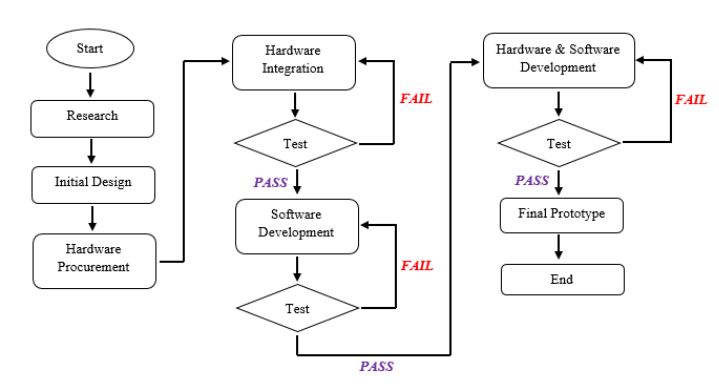 Start
Research
Initial Design
Hardware
Procurement
Hardware
Integration
FAIL
Test
PASS
Software
Development
FAIL
Test
PASS
Hardware & Software
Development
FAIL
Test
PASS
Final Prototype
End